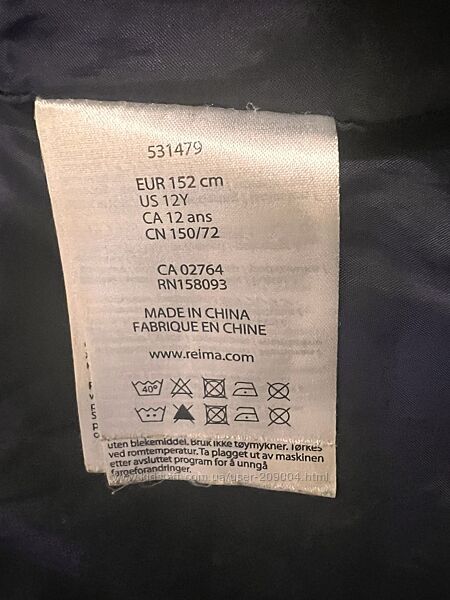 531479
EUR 152 cm
US 12Y
CA 12 ans
CN 150/72
CA 02764
RN158093
MADE IN CHINA
FABRIQUE EN CHINE
www.reima.com
40°
uten blekemiddel. Bruk ikke tøymykner. Tørkes
ved romtemperatur. Ta plagget ut av maskinen
etter avsluttet program for å unngå
fargeforandringer.